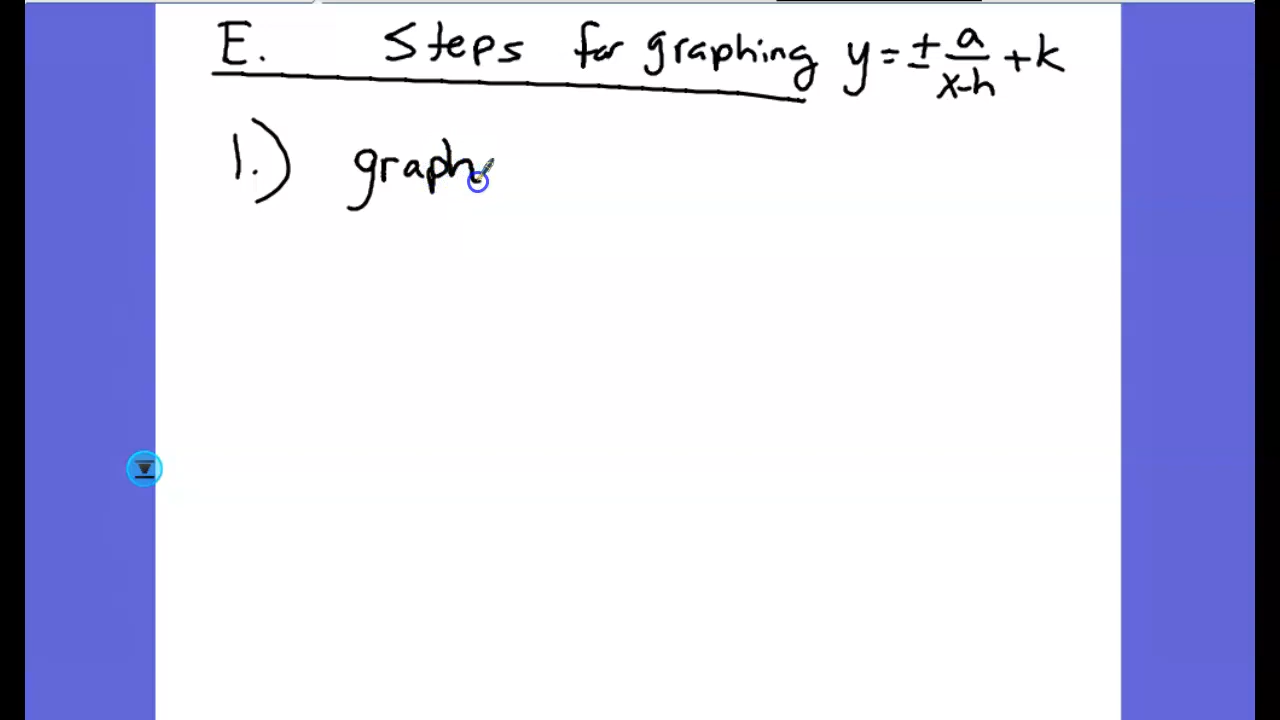 E. Steps for graphing y = ± a/(x-h) + k
1.) graph